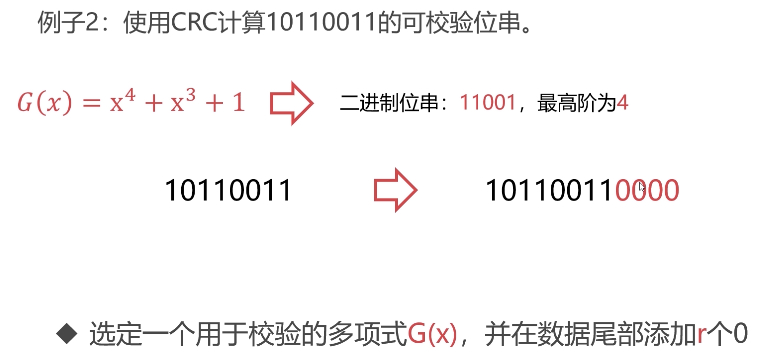 例子2：使用CRC计算10110011的可校验位串。
G(x) = x⁴ + x³ + 1 二进制位串：11001，最高阶为4
10110011 101100110000
◆ 选定一个用于校验的多项式G(x)，并在数据尾部添加r个0